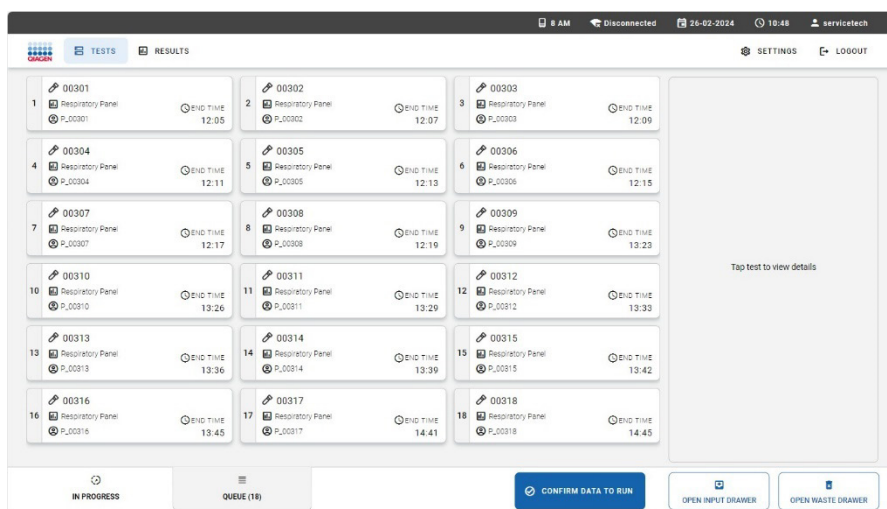 8 AM Disconnected 26-02-2024 10:48 servicetech
QIAGEN TESTS RESULTS SETTINGS LOGOUT
1 00301 Respiratory Panel P_00301 END TIME 12:05
2 00302 Respiratory Panel P_00302 END TIME 12:07
3 00303 Respiratory Panel P_00303 END TIME 12:09
4 00304 Respiratory Panel P_00304 END TIME 12:11
5 00305 Respiratory Panel P_00305 END TIME 12:13
6 00306 Respiratory Panel P_00306 END TIME 12:15
7 00307 Respiratory Panel P_00307 END TIME 12:17
8 00308 Respiratory Panel P_00308 END TIME 12:19
9 00309 Respiratory Panel P_00309 END TIME 13:23
10 00310 Respiratory Panel P_00310 END TIME 13:26
11 00311 Respiratory Panel P_00311 END TIME 13:29
12 00312 Respiratory Panel P_00312 END TIME 13:33
13 00313 Respiratory Panel P_00313 END TIME 13:36
14 00314 Respiratory Panel P_00314 END TIME 13:39
15 00315 Respiratory Panel P_00315 END TIME 13:42
16 00316 Respiratory Panel P_00316 END TIME 13:45
17 00317 Respiratory Panel P_00317 END TIME 14:41
18 00318 Respiratory Panel P_00318 END TIME 14:45
Tap test to view details
IN PROGRESS
QUEUE (18)
CONFIRM DATA TO RUN
OPEN INPUT DRAWER
OPEN WASTE DRAWER